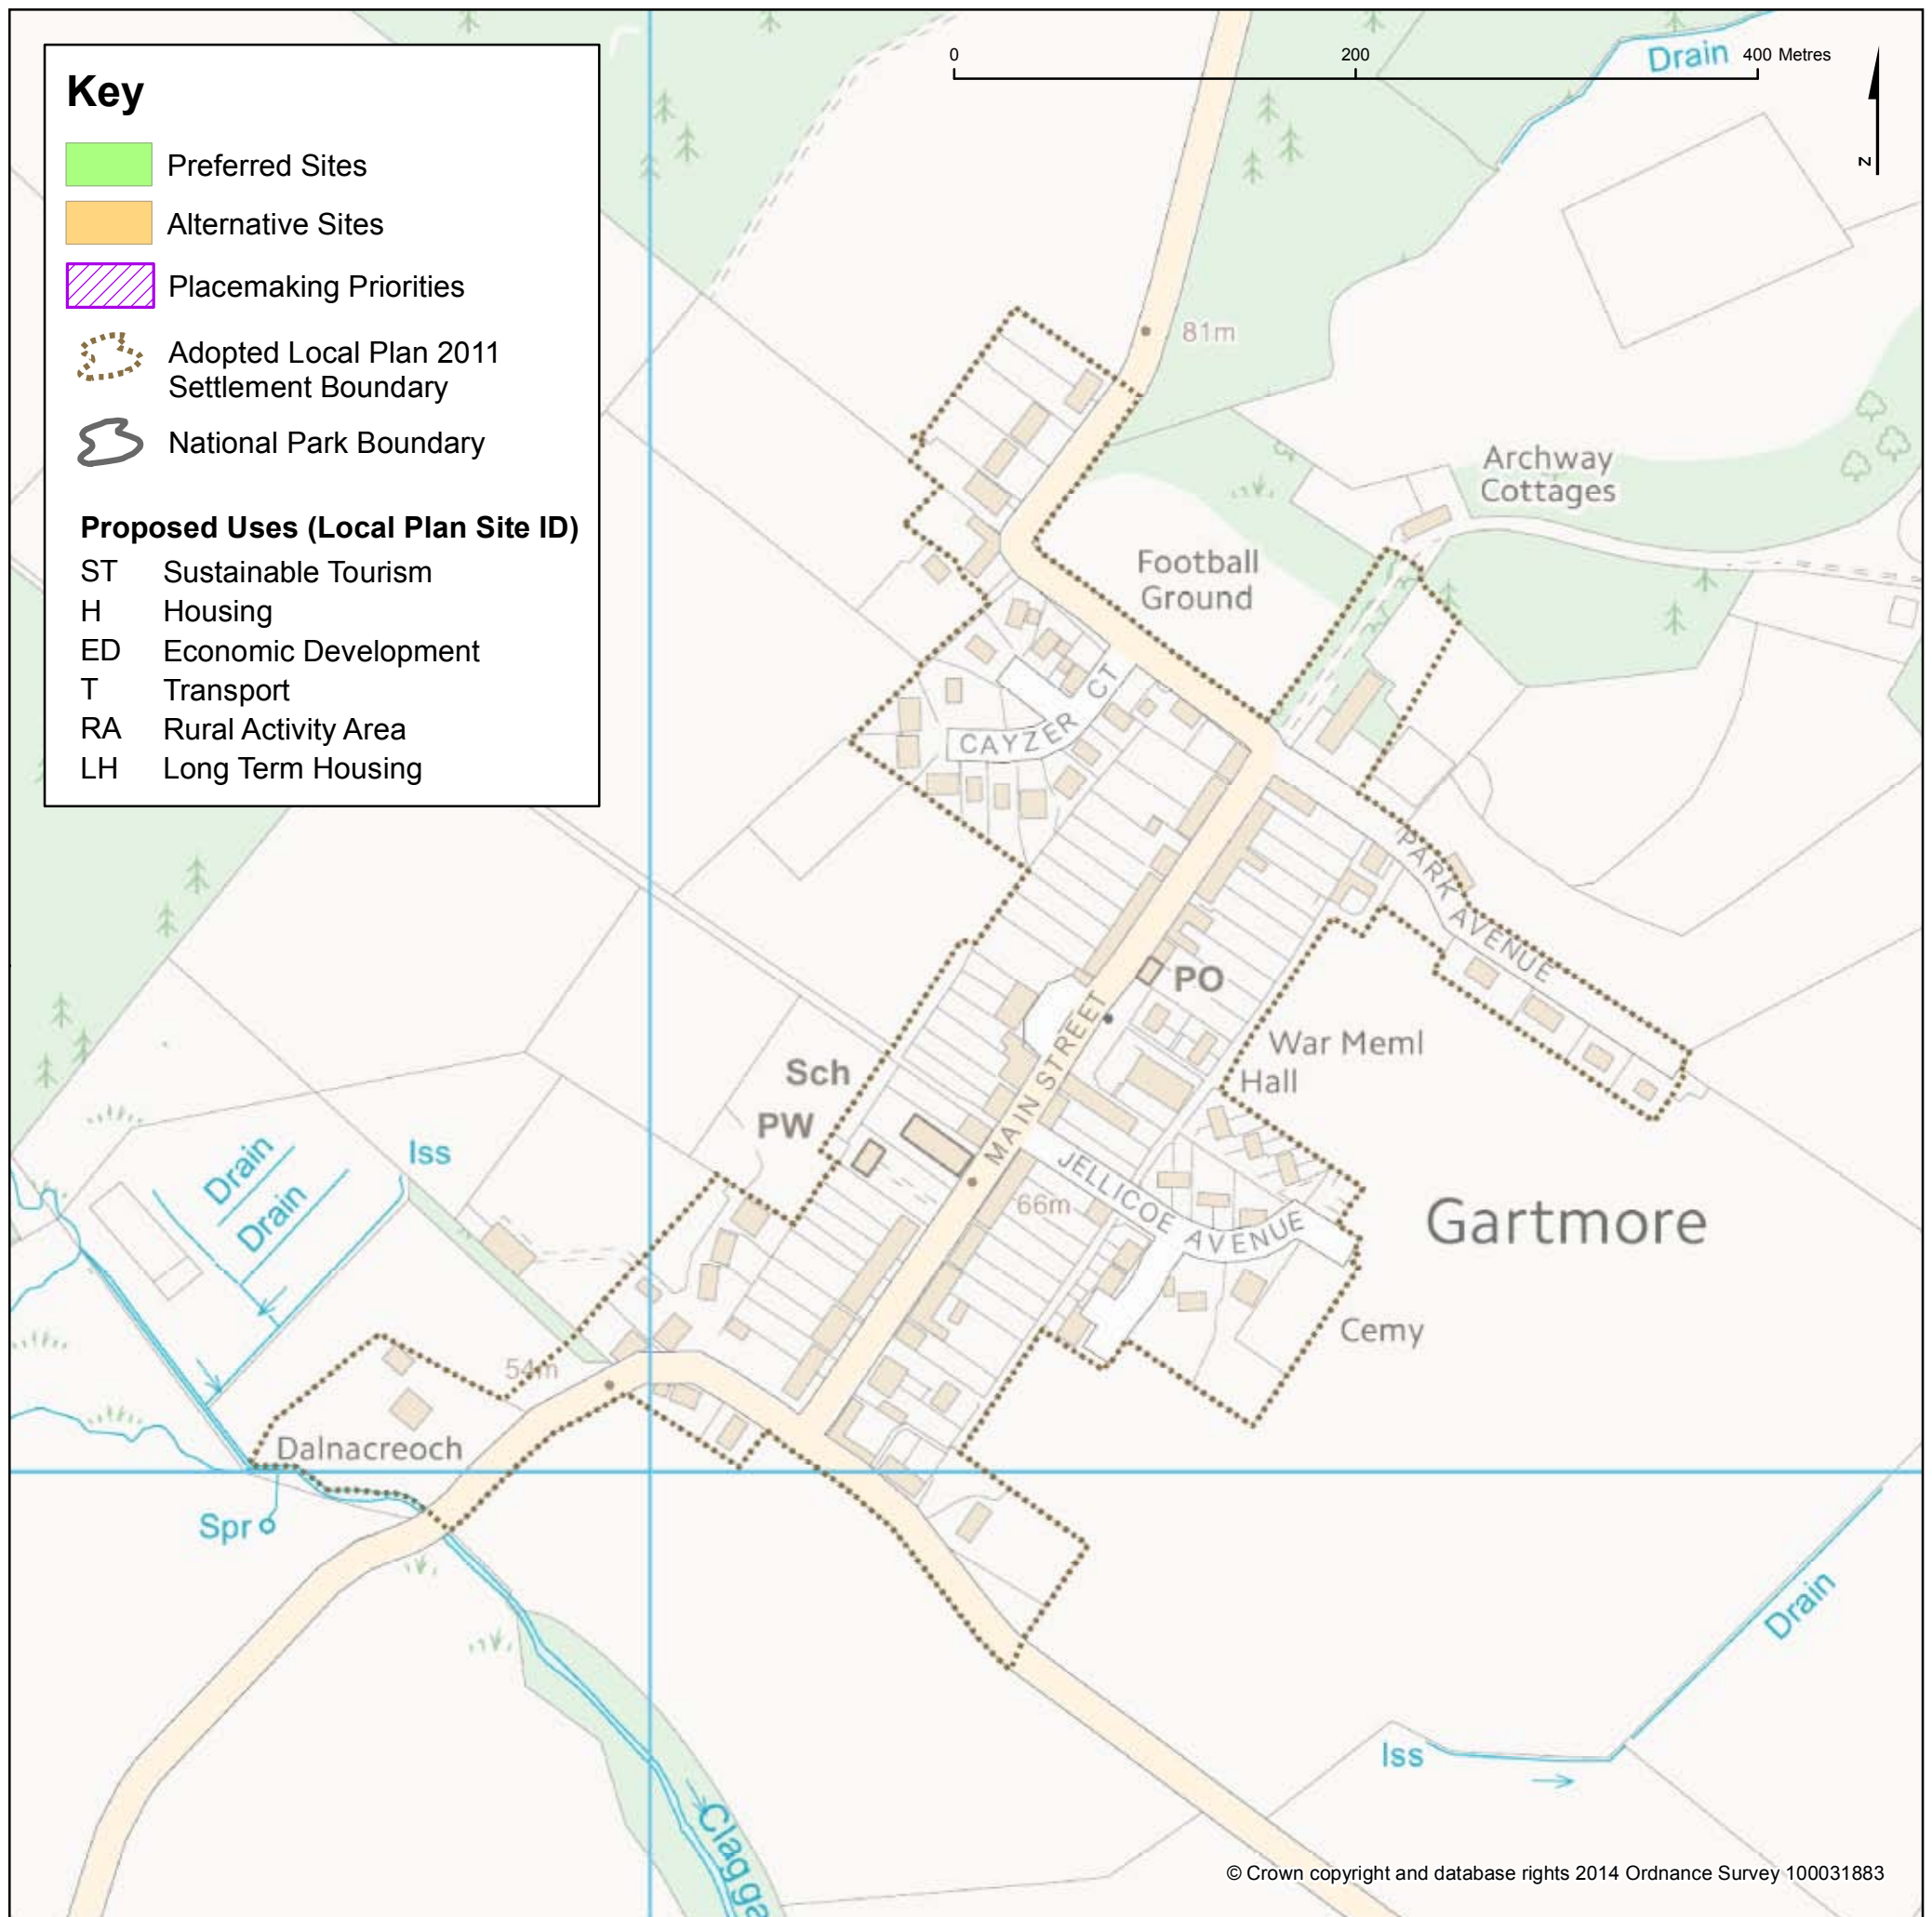 Key
Preferred Sites
Alternative Sites
Placemaking Priorities
Adopted Local Plan 2011
Settlement Boundary
National Park Boundary
Proposed Uses (Local Plan Site ID)
ST Sustainable Tourism
H Housing
ED Economic Development
T Transport
RA Rural Activity Area
LH Long Term Housing
0 200 400 Metres
N
Drain
81m
Archway
Cottages
Football
Ground
CAYZER CT
PARK AVENUE
PO
War Meml
Hall
MAIN STREET
Sch
PW
JELLICOE AVENUE
66m
Gartmore
Cemy
Iss
Drain
Drain
54m
Dalnacreoch
Spr
Drain
Iss
Clagga
© Crown copyright and database rights 2014 Ordnance Survey 100031883